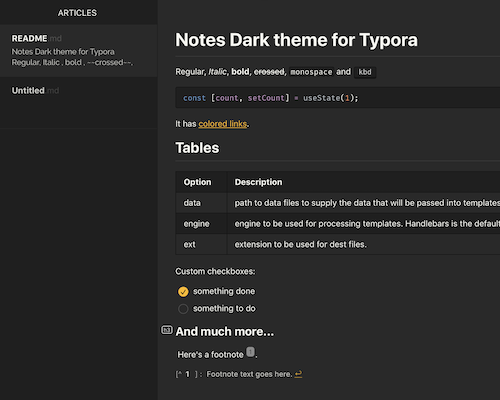 ARTICLES
README.md
Notes Dark theme for Typora
Regular, Italic , bold , ~~crossed~~,
Untitled.md
Notes Dark theme for Typora
Regular, Italic, bold, crossed, monospace and kbd
const [count, setCount] = useState(1);
It has colored links.
Tables
Option Description
data path to data files to supply the data that will be passed into templates
engine engine to be used for processing templates. Handlebars is the default
ext extension to be used for dest files.
Custom checkboxes:
something done
something to do
h3 And much more...
Here's a footnote 1.
[^ 1 ] : Footnote text goes here. ↩